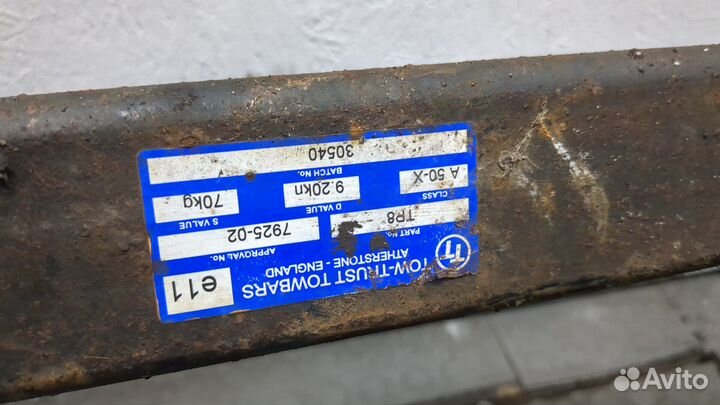 TT TOW-TRUST TOWBARS
ATHERSTONE - ENGLAND
e11
PART No. APPROVAL No.
TP8 7925-02
CLASS D VALUE S VALUE
A 50-X 9.20kn 70kg
BATCH No.
30540
Avito